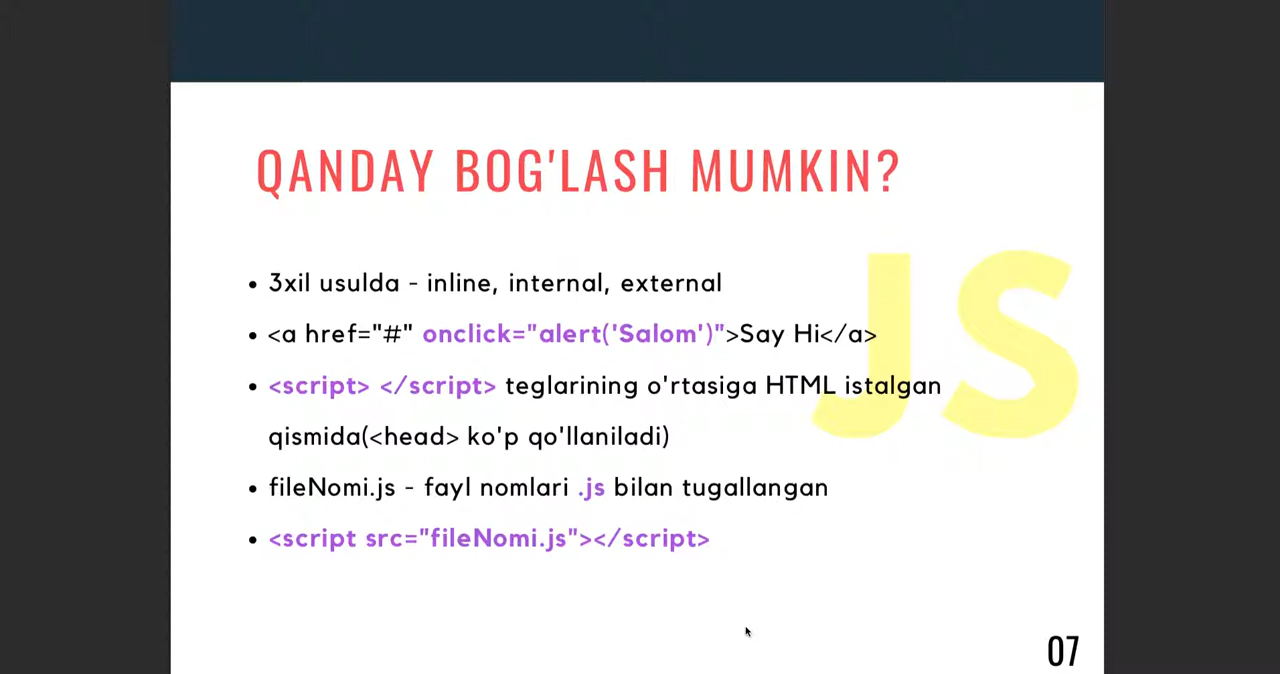 QANDAY BOG'LASH MUMKIN?
JS
• 3xil usulda - inline, internal, external
• <a href="#" onclick="alert('Salom')">Say Hi</a>
• <script> </script> teglarining o'rtasiga HTML istalgan
qismida(<head> ko'p qo'llaniladi)
• fileNomi.js - fayl nomlari .js bilan tugallangan
• <script src="fileNomi.js"></script>
07